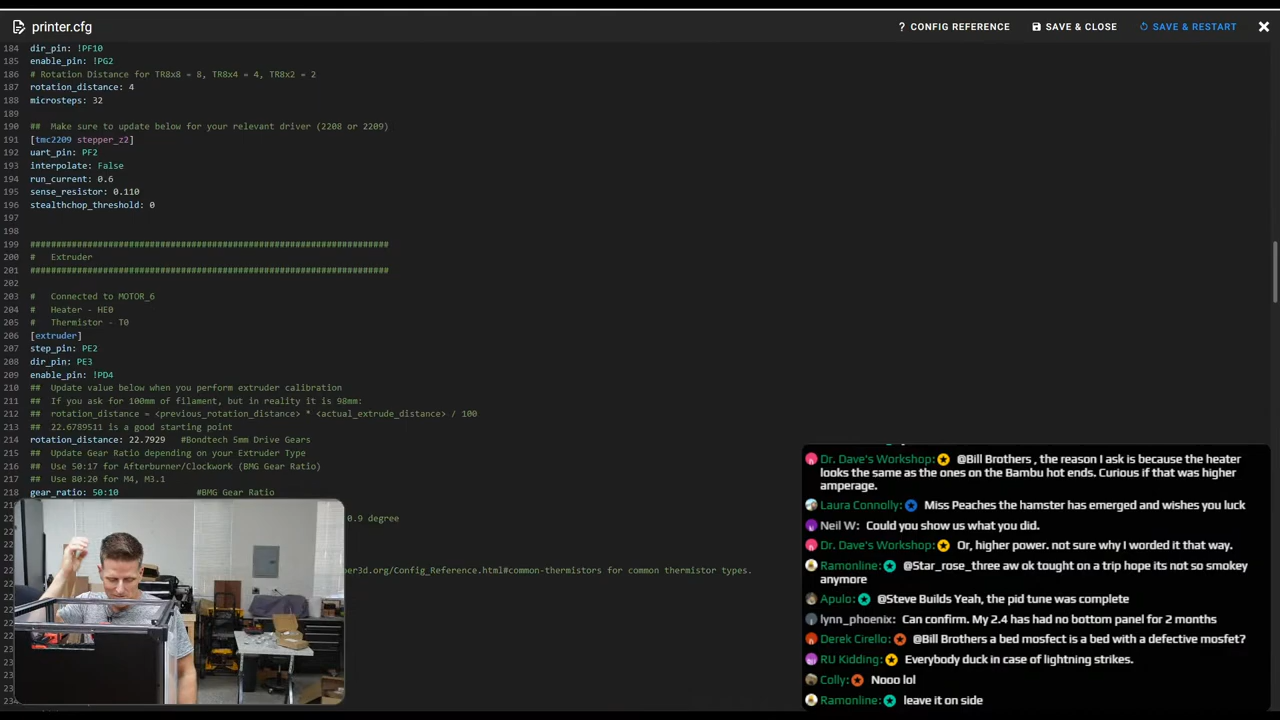 printer.cfg
? CONFIG REFERENCE
SAVE & CLOSE
SAVE & RESTART
184 dir_pin: !PF10
185 enable_pin: !PG2
186 # Rotation Distance for TR8x8 = 8, TR8x4 = 4, TR8x2 = 2
187 rotation_distance: 4
188 microsteps: 32
189
190 ## Make sure to update below for your relevant driver (2208 or 2209)
191 [tmc2209 stepper_z2]
192 uart_pin: PF2
193 interpolate: False
194 run_current: 0.6
195 sense_resistor: 0.110
196 stealthchop_threshold: 0
197
198
199 #####################################################################
200 # Extruder
201 #####################################################################
202
203 # Connected to MOTOR_6
204 # Heater - HE0
205 # Thermistor - T0
206 [extruder]
207 step_pin: PE2
208 dir_pin: PE3
209 enable_pin: !PD4
210 ## Update value below when you perform extruder calibration
211 ## If you ask for 100mm of filament, but in reality it is 98mm:
212 ## rotation_distance = <previous_rotation_distance> * <actual_extrude_distance> / 100
213 ## 22.6789511 is a good starting point
214 rotation_distance: 22.7929 #Bondtech 5mm Drive Gears
215 ## Update Gear Ratio depending on your Extruder Type
216 ## Use 50:17 for Afterburner/Clockwork (BMG Gear Ratio)
217 ## Use 80:20 for M4, M3.1
218 gear_ratio: 50:10 #BMG Gear Ratio
0.9 degree
per3d.org/Config_Reference.html#common-thermistors for common thermistor types.
Dr. Dave's Workshop: @Bill Brothers , the reason I ask is because the heater
looks the same as the ones on the Bambu hot ends. Curious if that was higher
amperage.
Laura Connolly: Miss Peaches the hamster has emerged and wishes you luck
Neil W: Could you show us what you did.
Dr. Dave's Workshop: Or, higher power. not sure why I worded it that way.
Ramonline: @Star_rose_three aw ok tought on a trip hope its not so smokey
anymore
Apulo: @Steve Builds Yeah, the pid tune was complete
lynn_phoenix: Can confirm. My 2.4 has had no bottom panel for 2 months
Derek Cirello: @Bill Brothers a bed mosfect is a bed with a defective mosfet?
RU Kidding: Everybody duck in case of lightning strikes.
Colly: Nooo lol
Ramonline: leave it on side